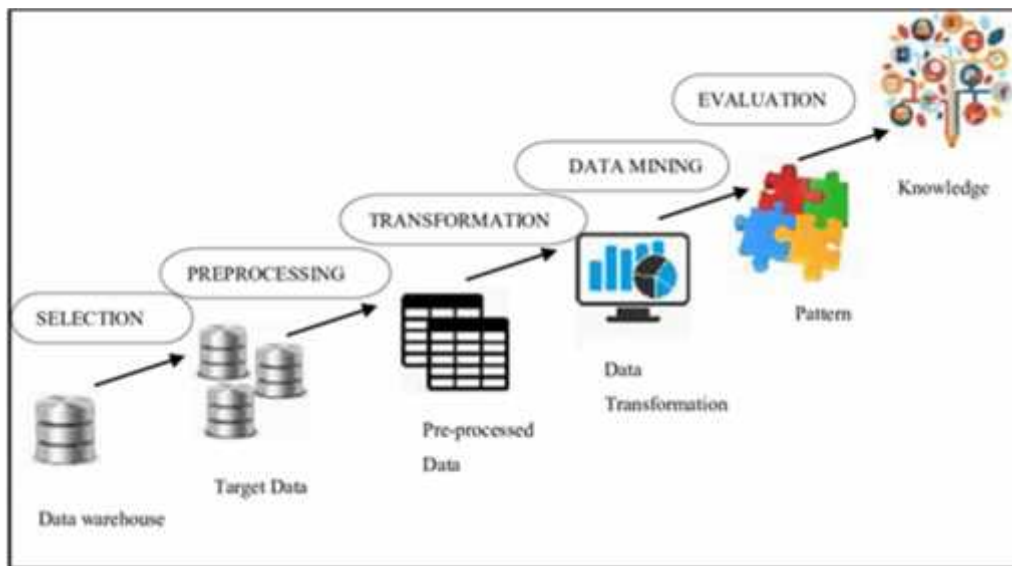 EVALUATION
Knowledge
DATA MINING
TRANSFORMATION
PREPROCESSING
SELECTION
Pattern
Data
Transformation
Pre-processed
Data
Target Data
Data warehouse